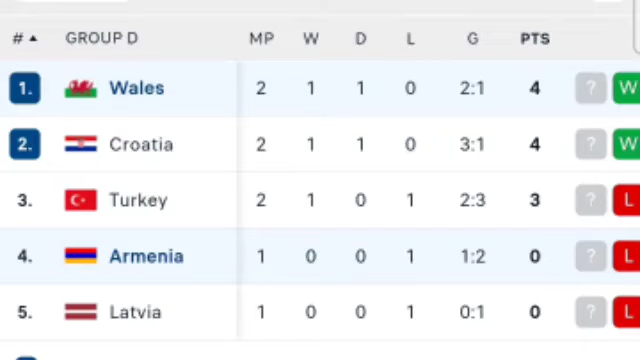 # ▲ GROUP D MP W D L G PTS
1. Wales 2 1 1 0 2:1 4 ? W
2. Croatia 2 1 1 0 3:1 4 ? W
3. Turkey 2 1 0 1 2:3 3 ? L
4. Armenia 1 0 0 1 1:2 0 ? L
5. Latvia 1 0 0 1 0:1 0 ? L